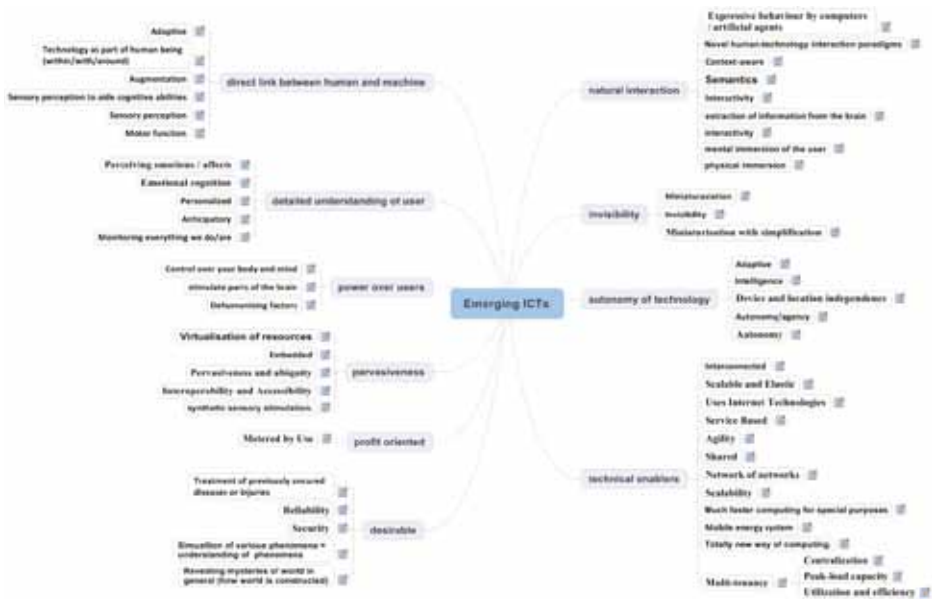 Emerging ICTs
direct link between human and machine
Adaptive
Technology as part of human being
(within/with/around)
Augmentation
Sensory perception to aide cognitive abilities
Sensory perception
Motor function
detailed understanding of user
Perceiving emotions / affects
Emotional cognition
Personalized
Anticipatory
Monitoring everything we do/are
power over users
Control over your body and mind
stimulate parts of the brain
Dehumanising factors
pervasiveness
Virtualisation of resources
Embedded
Pervasiveness and ubiquity
Interoperability and Accessibility
synthetic sensory stimulation
profit oriented
Metered by Use
desirable
Treatment of previously uncured
diseases or injuries
Reliability
Security
Simulation of various phenomena =
understanding of phenomena
Revealing mysteries of world in
general (how world is constructed)
natural interaction
Expressive behaviour by computers
/ artificial agents
Novel human-technology interaction paradigms
Context-aware
Semantics
Interactivity
extraction of information from the brain
interactivity
mental immersion of the user
physical immersion
invisibility
Miniaturization
Invisibility
Miniaturisation with simplification
autonomy of technology
Adaptive
Intelligence
Device and location independence
Autonomy/agency
Autonomy
technical enablers
Interconnected
Scalable and Elastic
Uses Internet Technologies
Service Based
Agility
Shared
Network of networks
Scalability
Much faster computing for special purposes
Mobile energy system
Totally new way of computing
Multi-tenancy
Centralization
Peak-load capacity
Utilization and efficiency